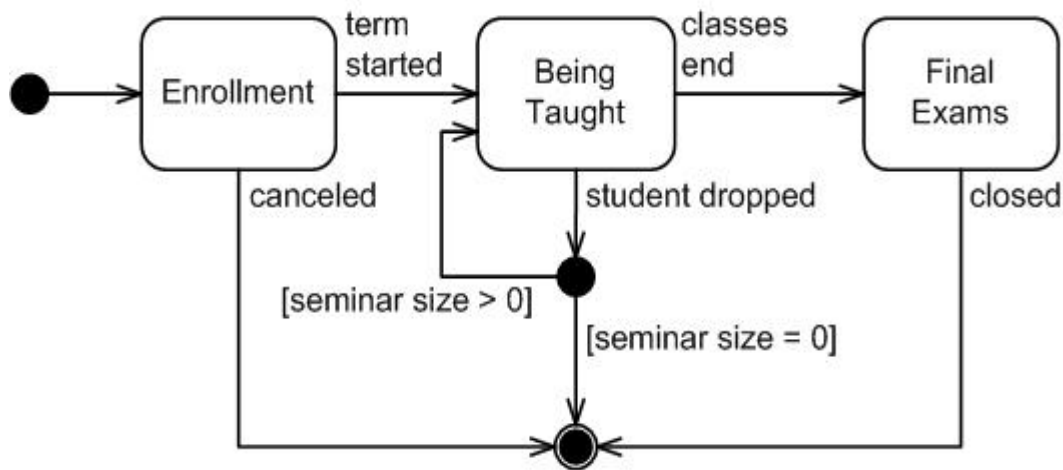 term
started
classes
end
Enrollment
Being
Taught
Final
Exams
canceled
student dropped
closed
[seminar size > 0]
[seminar size = 0]